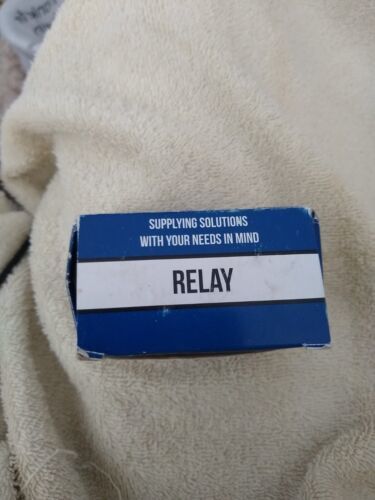 SUPPLYING SOLUTIONS
WITH YOUR NEEDS IN MIND
RELAY